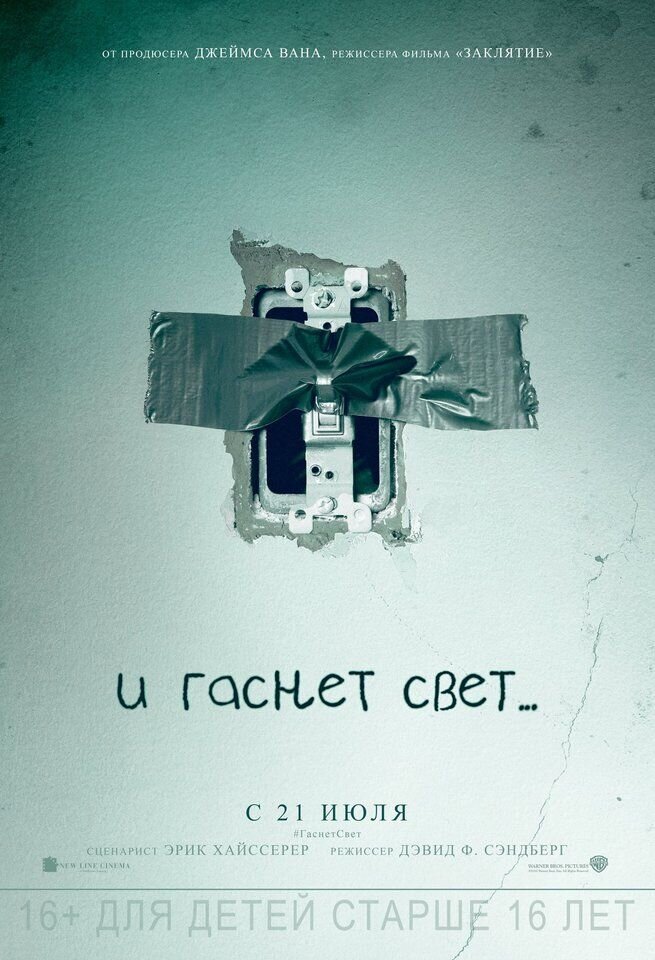 ОТ ПРОДЮСЕРА ДЖЕЙМСА ВАНА, РЕЖИССЕРА ФИЛЬМА «ЗАКЛЯТИЕ»
и гаснет свет...
С 21 ИЮЛЯ
#ГаснетСвет
СЦЕНАРИСТ ЭРИК ХАЙССЕРЕР РЕЖИССЕР ДЭВИД Ф. СЭНДБЕРГ
NEW LINE CINEMA
WARNER BROS. PICTURES
16+ ДЛЯ ДЕТЕЙ СТАРШЕ 16 ЛЕТ